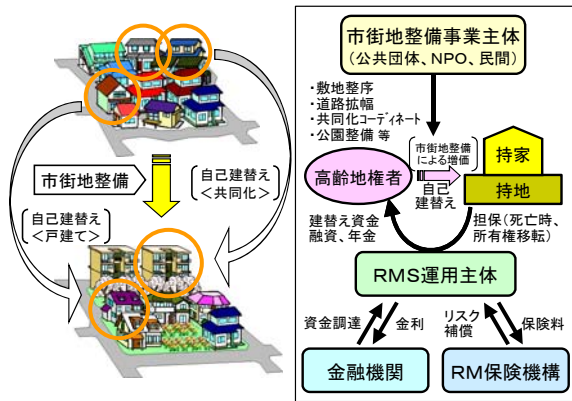 市街地整備
自己建替え
<共同化>
自己建替え
<戸建て>
市街地整備事業主体
(公共団体、NPO、民間)
・敷地整序
・道路拡幅
・共同化コーディネート
・公園整備 等
市街地整備
による増価
持家
高齢地権者
自己
建替え
持地
建替え資金
融資、年金
担保(死亡時、
所有権移転)
RMS運用主体
資金調達
金利
リスク
補償
保険料
金融機関
RM保険機構